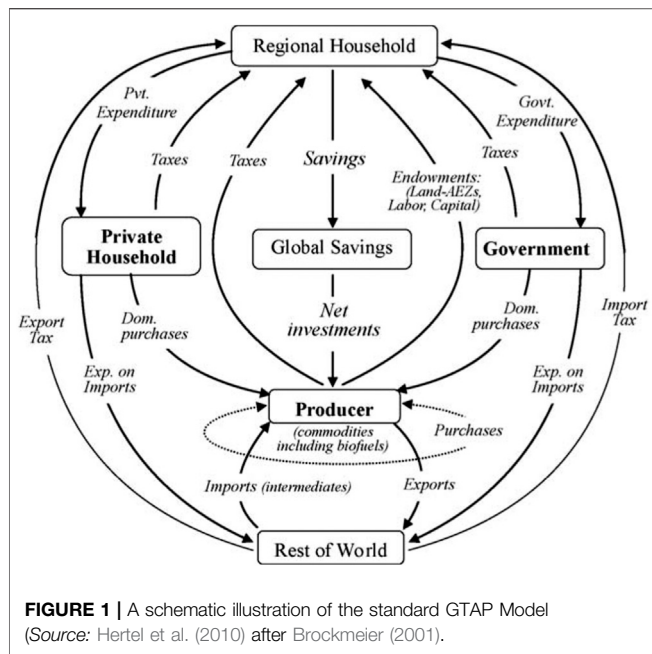 Regional Household
Pvt.
Expenditure
Govt.
Expenditure
Taxes
Taxes
Savings
Endowments:
(Land-AEZs,
Labor, Capital)
Taxes
Private
Household
Global Savings
Government
Export
Tax
Dom.
purchases
Net
investments
Dom.
purchases
Import
Tax
Exp. on
Imports
Exp. on
Imports
Producer
(commodities
including biofuels)
Purchases
Imports (intermediates)
Exports
Rest of World
FIGURE 1 | A schematic illustration of the standard GTAP Model
(Source: Hertel et al. (2010) after Brockmeier (2001).